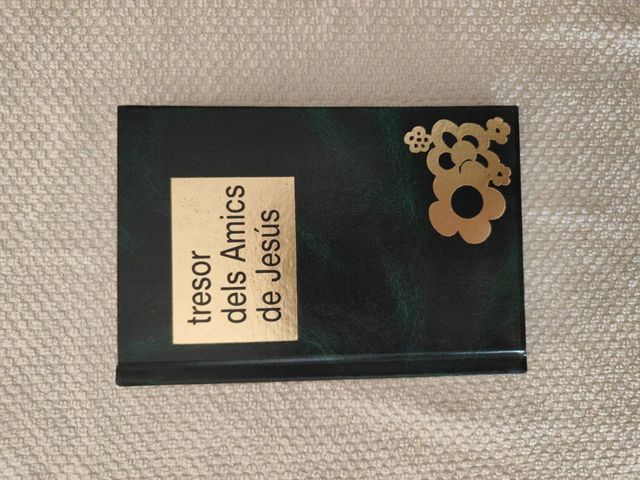 tresor
dels Amics
de Jesús